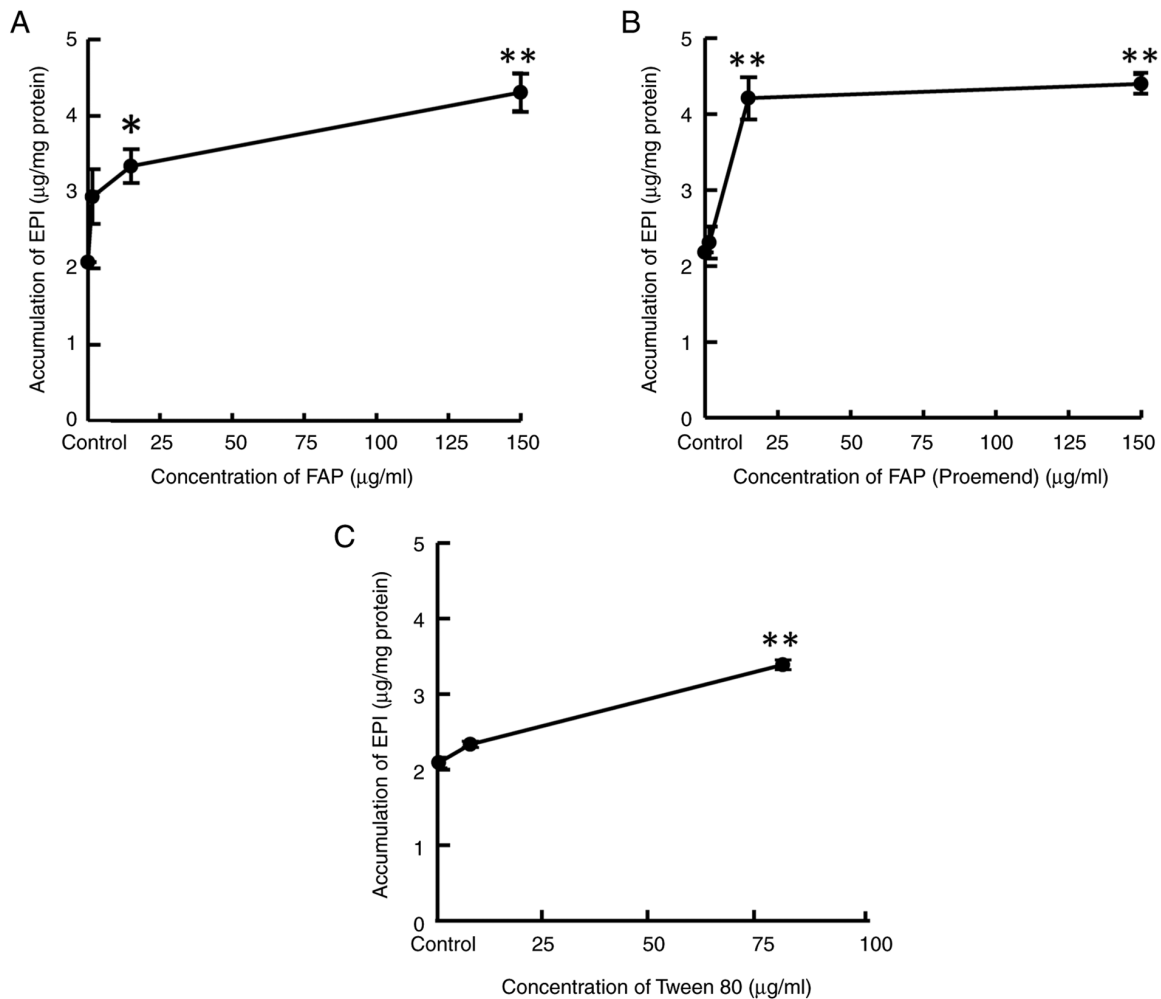 A
5
4
3
2
1
0
Accumulation of EPI (μg/mg protein)
*
**
Control 25 50 75 100 125 150
Concentration of FAP (μg/ml)
B
5
4
3
2
1
0
Accumulation of EPI (μg/mg protein)
**
**
Control 25 50 75 100 125 150
Concentration of FAP (Proemend) (μg/ml)
C
5
4
3
2
1
0
Accumulation of EPI (μg/mg protein)
**
Control 25 50 75 100
Concentration of Tween 80 (μg/ml)